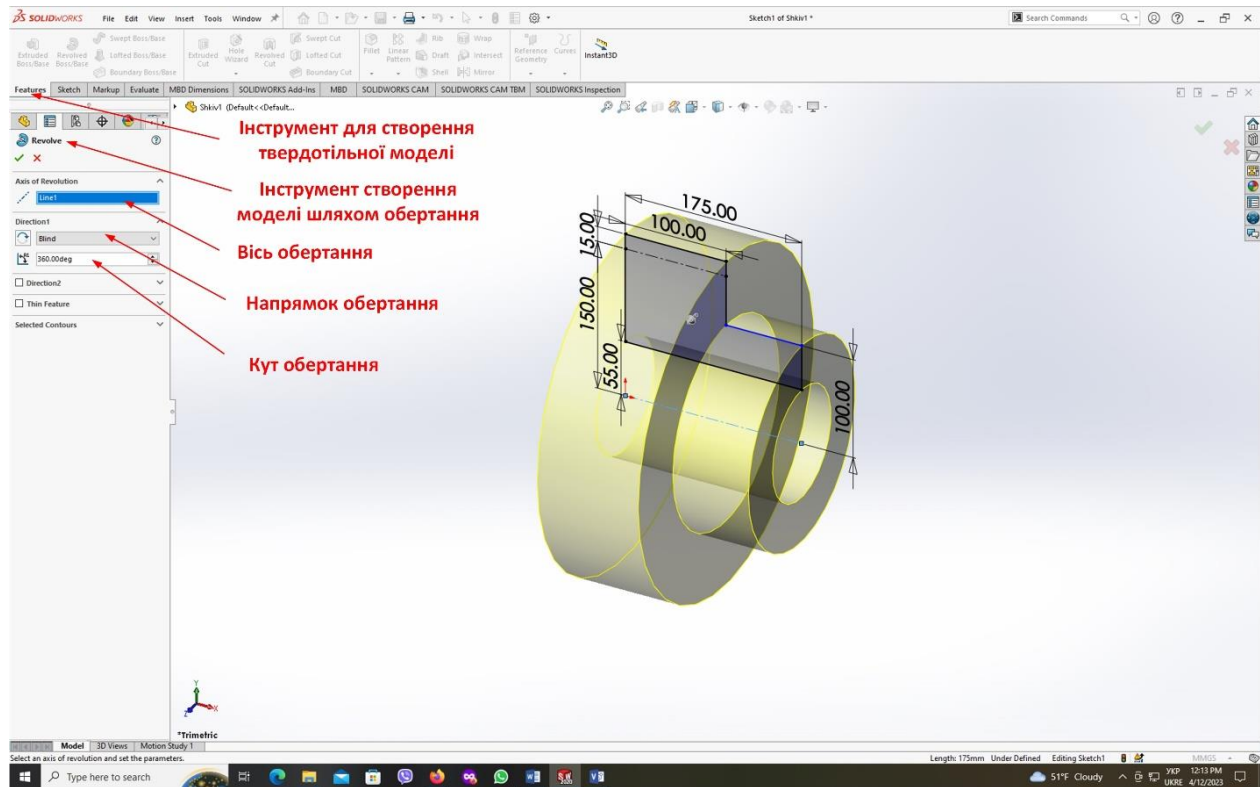 SOLIDWORKS File Edit View Insert Tools Window Sketch1 of Shkiv1 * Search Commands
Extruded Boss/Base
Revolved Boss/Base
Swept Boss/Base
Lofted Boss/Base
Boundary Boss/Base
Extruded Cut
Hole Wizard
Revolved Cut
Swept Cut
Lofted Cut
Boundary Cut
Fillet
Linear Pattern
Rib
Draft
Shell
Wrap
Intersect
Mirror
Reference Geometry
Curves
Instant3D
Features Sketch Markup Evaluate MBD Dimensions SOLIDWORKS Add-Ins MBD SOLIDWORKS CAM SOLIDWORKS CAM TBM SOLIDWORKS Inspection
Shkiv1 (Default<<Default...
Revolve
Axis of Revolution
Line1
Direction1
Blind
360.00deg
Direction2
Thin Feature
Selected Contours
Інструмент для створення
твердотільної моделі
Інструмент створення
моделі шляхом обертання
Вісь обертання
Напрямок обертання
Кут обертання
175.00
100.00
15.00
150.00
55.00
100.00
Y
X
Z
*Trimetric
Model 3D Views Motion Study 1
Select an axis of revolution and set the parameters. Length: 175mm Under Defined Editing Sketch1 MMGS
Type here to search 51°F Cloudy УКР 12:13 PM
UKRE 4/12/2023